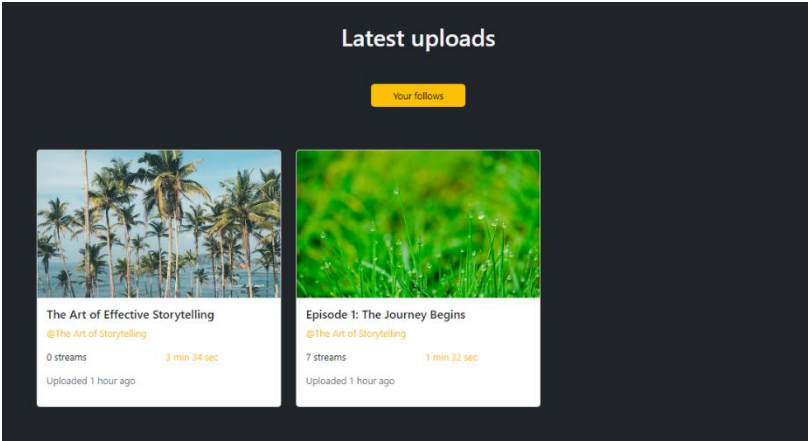 Latest uploads
Your follows
The Art of Effective Storytelling
@The Art of Storytelling
0 streams 3 min 34 sec
Uploaded 1 hour ago
Episode 1: The Journey Begins
@The Art of Storytelling
7 streams 1 min 32 sec
Uploaded 1 hour ago